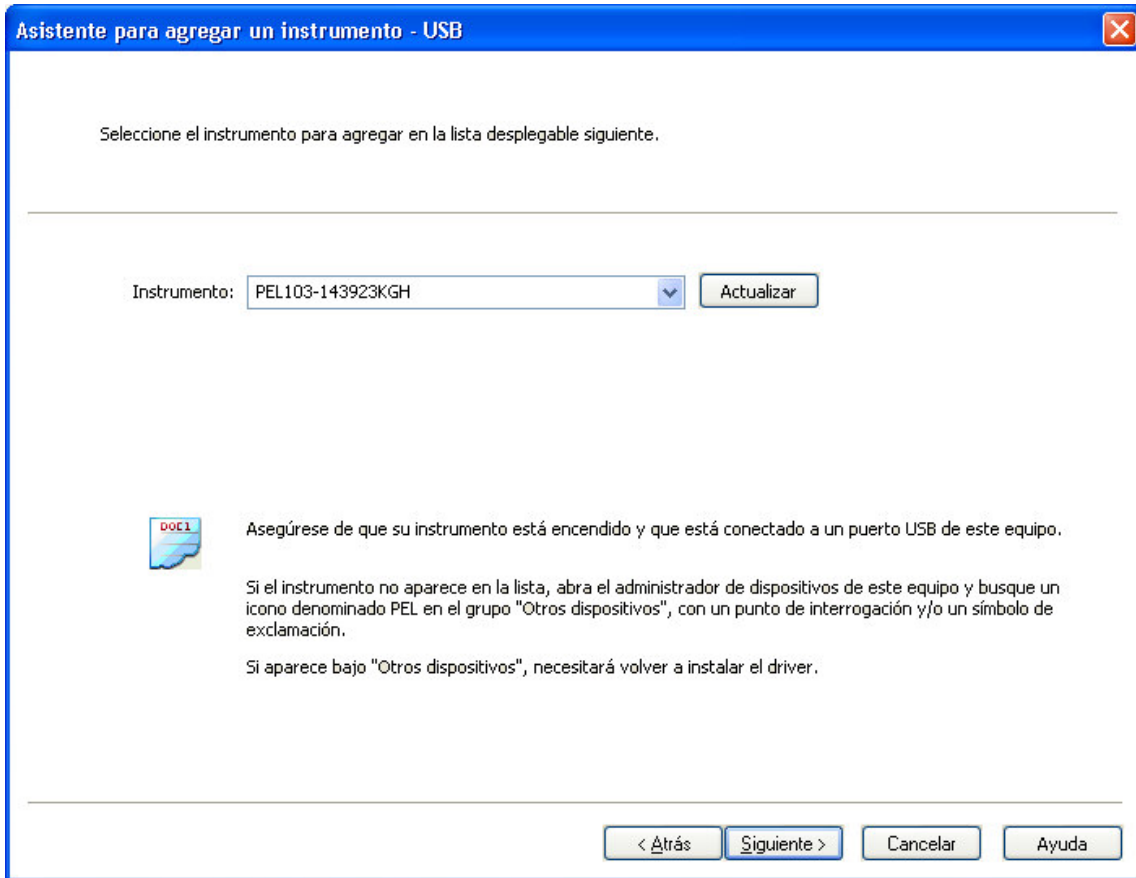 Asistente para agregar un instrumento - USB
Seleccione el instrumento para agregar en la lista desplegable siguiente.
Instrumento: PEL103-143923KGH Actualizar
DOC1
Asegúrese de que su instrumento está encendido y que está conectado a un puerto USB de este equipo.
Si el instrumento no aparece en la lista, abra el administrador de dispositivos de este equipo y busque un
icono denominado PEL en el grupo "Otros dispositivos", con un punto de interrogación y/o un símbolo de
exclamación.
Si aparece bajo "Otros dispositivos", necesitará volver a instalar el driver.
< Atrás Siguiente > Cancelar Ayuda